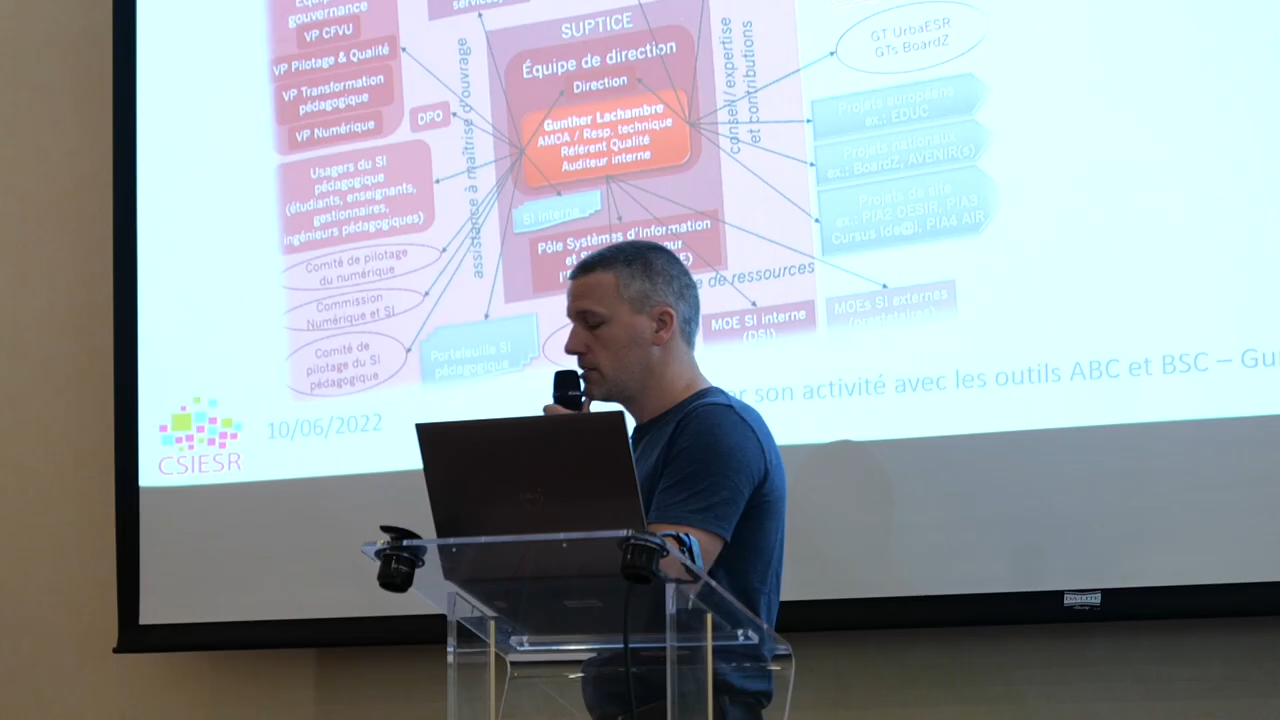 gouvernance
VP CFVU
VP Pilotage & Qualité
VP Transformation
pédagogique
VP Numérique
DPO
Usagers du SI
pédagogique
(étudiants, enseignants,
gestionnaires,
ingénieurs pédagogiques)
Comité de pilotage
du numérique
Commission
Numérique et SI
Comité de
pilotage du SI
pédagogique
assistance à maîtrise d'ouvrage
SUPTICE
Équipe de direction
Direction
Gunther Lachambre
AMOA / Resp. technique
Référent Qualité
Auditeur interne
SI interne
Pôle Systèmes d'Information
et
Portefeuille SI
pédagogique
conseil / expertise
et contributions
de ressources
MOE SI interne
(DSI)
MOEs SI externes
(prestataires)
GT UrbaESR
GTs BoardZ
Projets européens
ex.: EDUC
Projets nationaux
ex.: BoardZ, AVENIR(s)
Projets de site
ex.: PIA2 DESIR, PIA3
Cursus Ide@l, PIA4 AIR
CSIESR
10/06/2022
son activité avec les outils ABC et BSC – Gu
DELL
DA-LITE